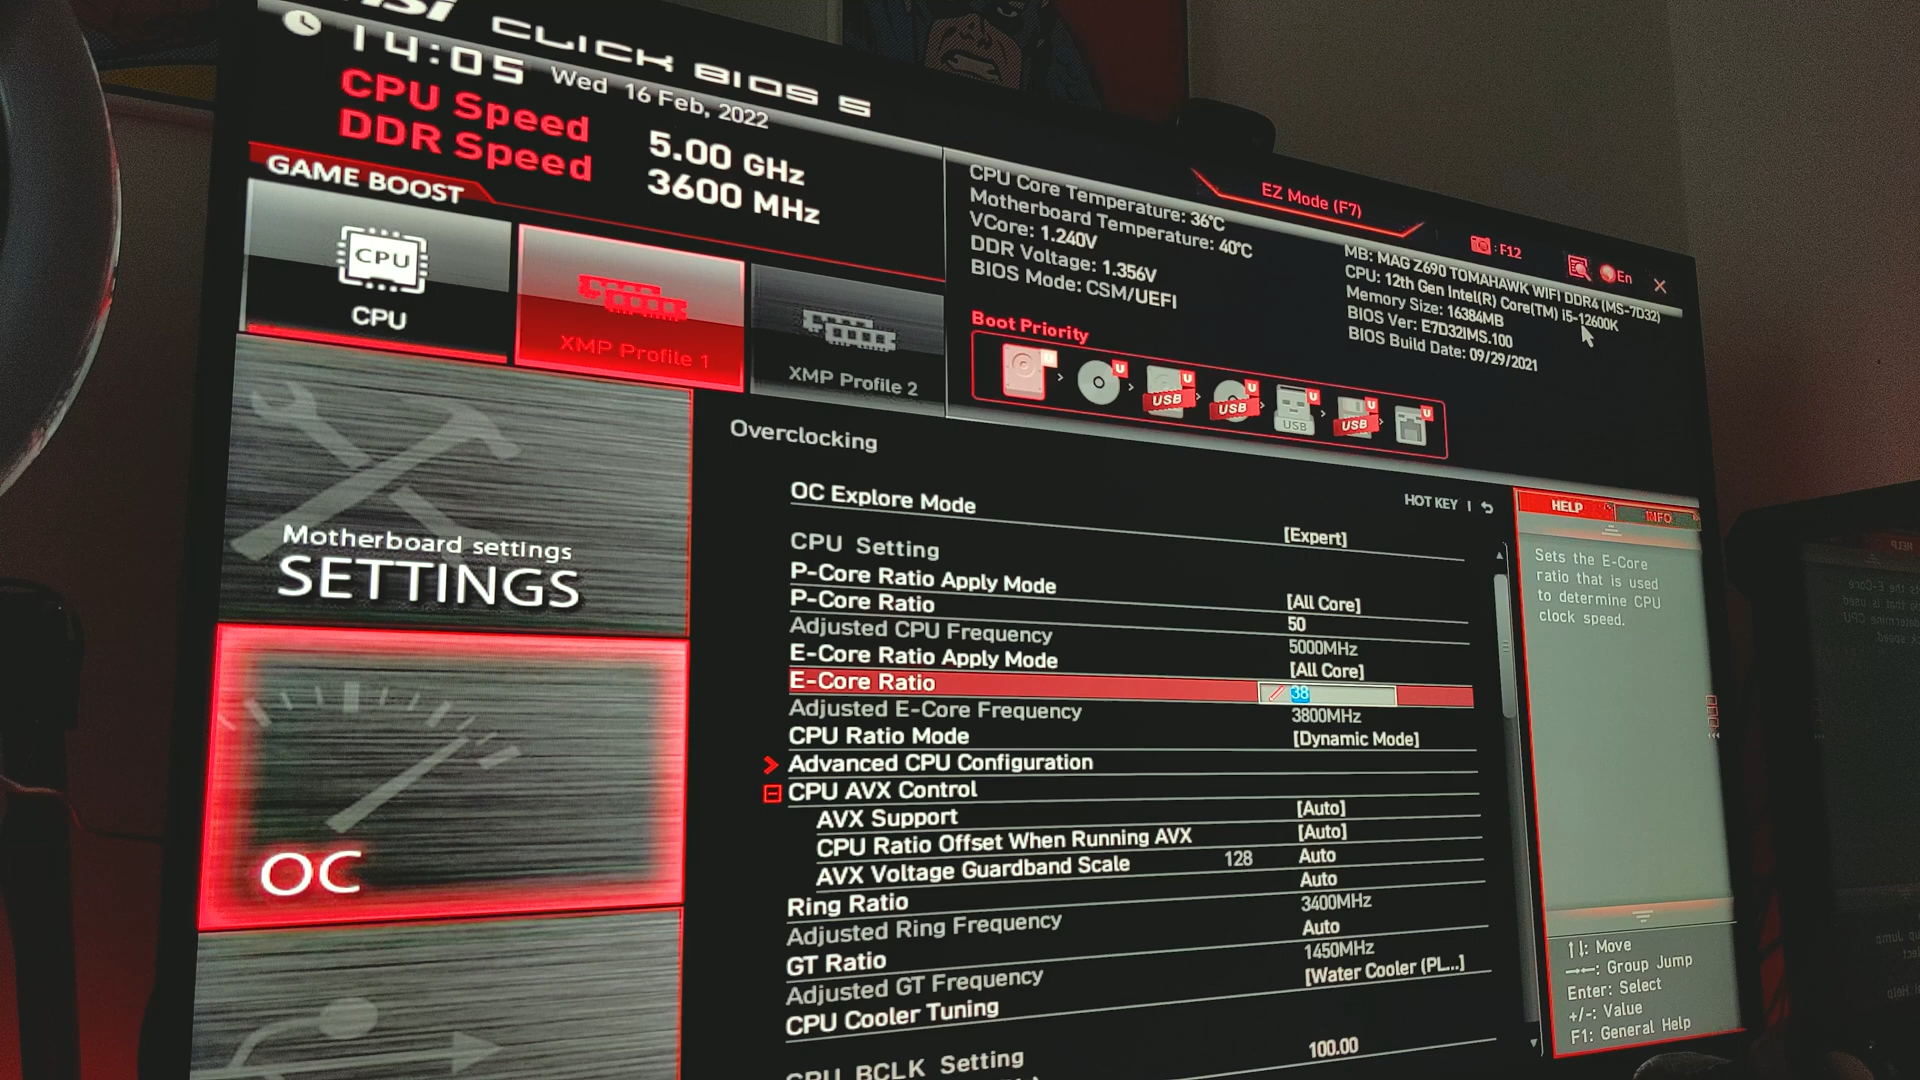 msi CLICK BIOS 5
14:05 Wed 16 Feb, 2022
CPU Speed 5.00 GHz
DDR Speed 3600 MHz
GAME BOOST
CPU
CPU
XMP Profile 1
XMP Profile 2
CPU Core Temperature: 36°C
Motherboard Temperature: 40°C
VCore: 1.240V
DDR Voltage: 1.356V
BIOS Mode: CSM/UEFI
EZ Mode (F7)
: F12
En
MB: MAG Z690 TOMAHAWK WIFI DDR4 (MS-7D32)
CPU: 12th Gen Intel(R) Core(TM) i5-12600K
Memory Size: 16384MB
BIOS Ver: E7D32IMS.100
BIOS Build Date: 09/29/2021
Boot Priority
U U U U U U U
USB USB USB USB
Motherboard settings
SETTINGS
OC
Overclocking
HOT KEY |
OC Explore Mode [Expert]
CPU Setting
P-Core Ratio Apply Mode [All Core]
P-Core Ratio 50
Adjusted CPU Frequency 5000MHz
E-Core Ratio Apply Mode [All Core]
E-Core Ratio 38
Adjusted E-Core Frequency 3800MHz
CPU Ratio Mode [Dynamic Mode]
Advanced CPU Configuration
CPU AVX Control
AVX Support [Auto]
CPU Ratio Offset When Running AVX [Auto]
AVX Voltage Guardband Scale 128 Auto
Ring Ratio Auto
Adjusted Ring Frequency 3400MHz
GT Ratio Auto
Adjusted GT Frequency 1450MHz
CPU Cooler Tuning [Water Cooler (PL...]
CPU BCLK Setting
100.00
HELP
INFO
Sets the E-Core
ratio that is used
to determine CPU
clock speed.
↑↓: Move
→←: Group Jump
Enter: Select
+/-: Value
F1: General Help